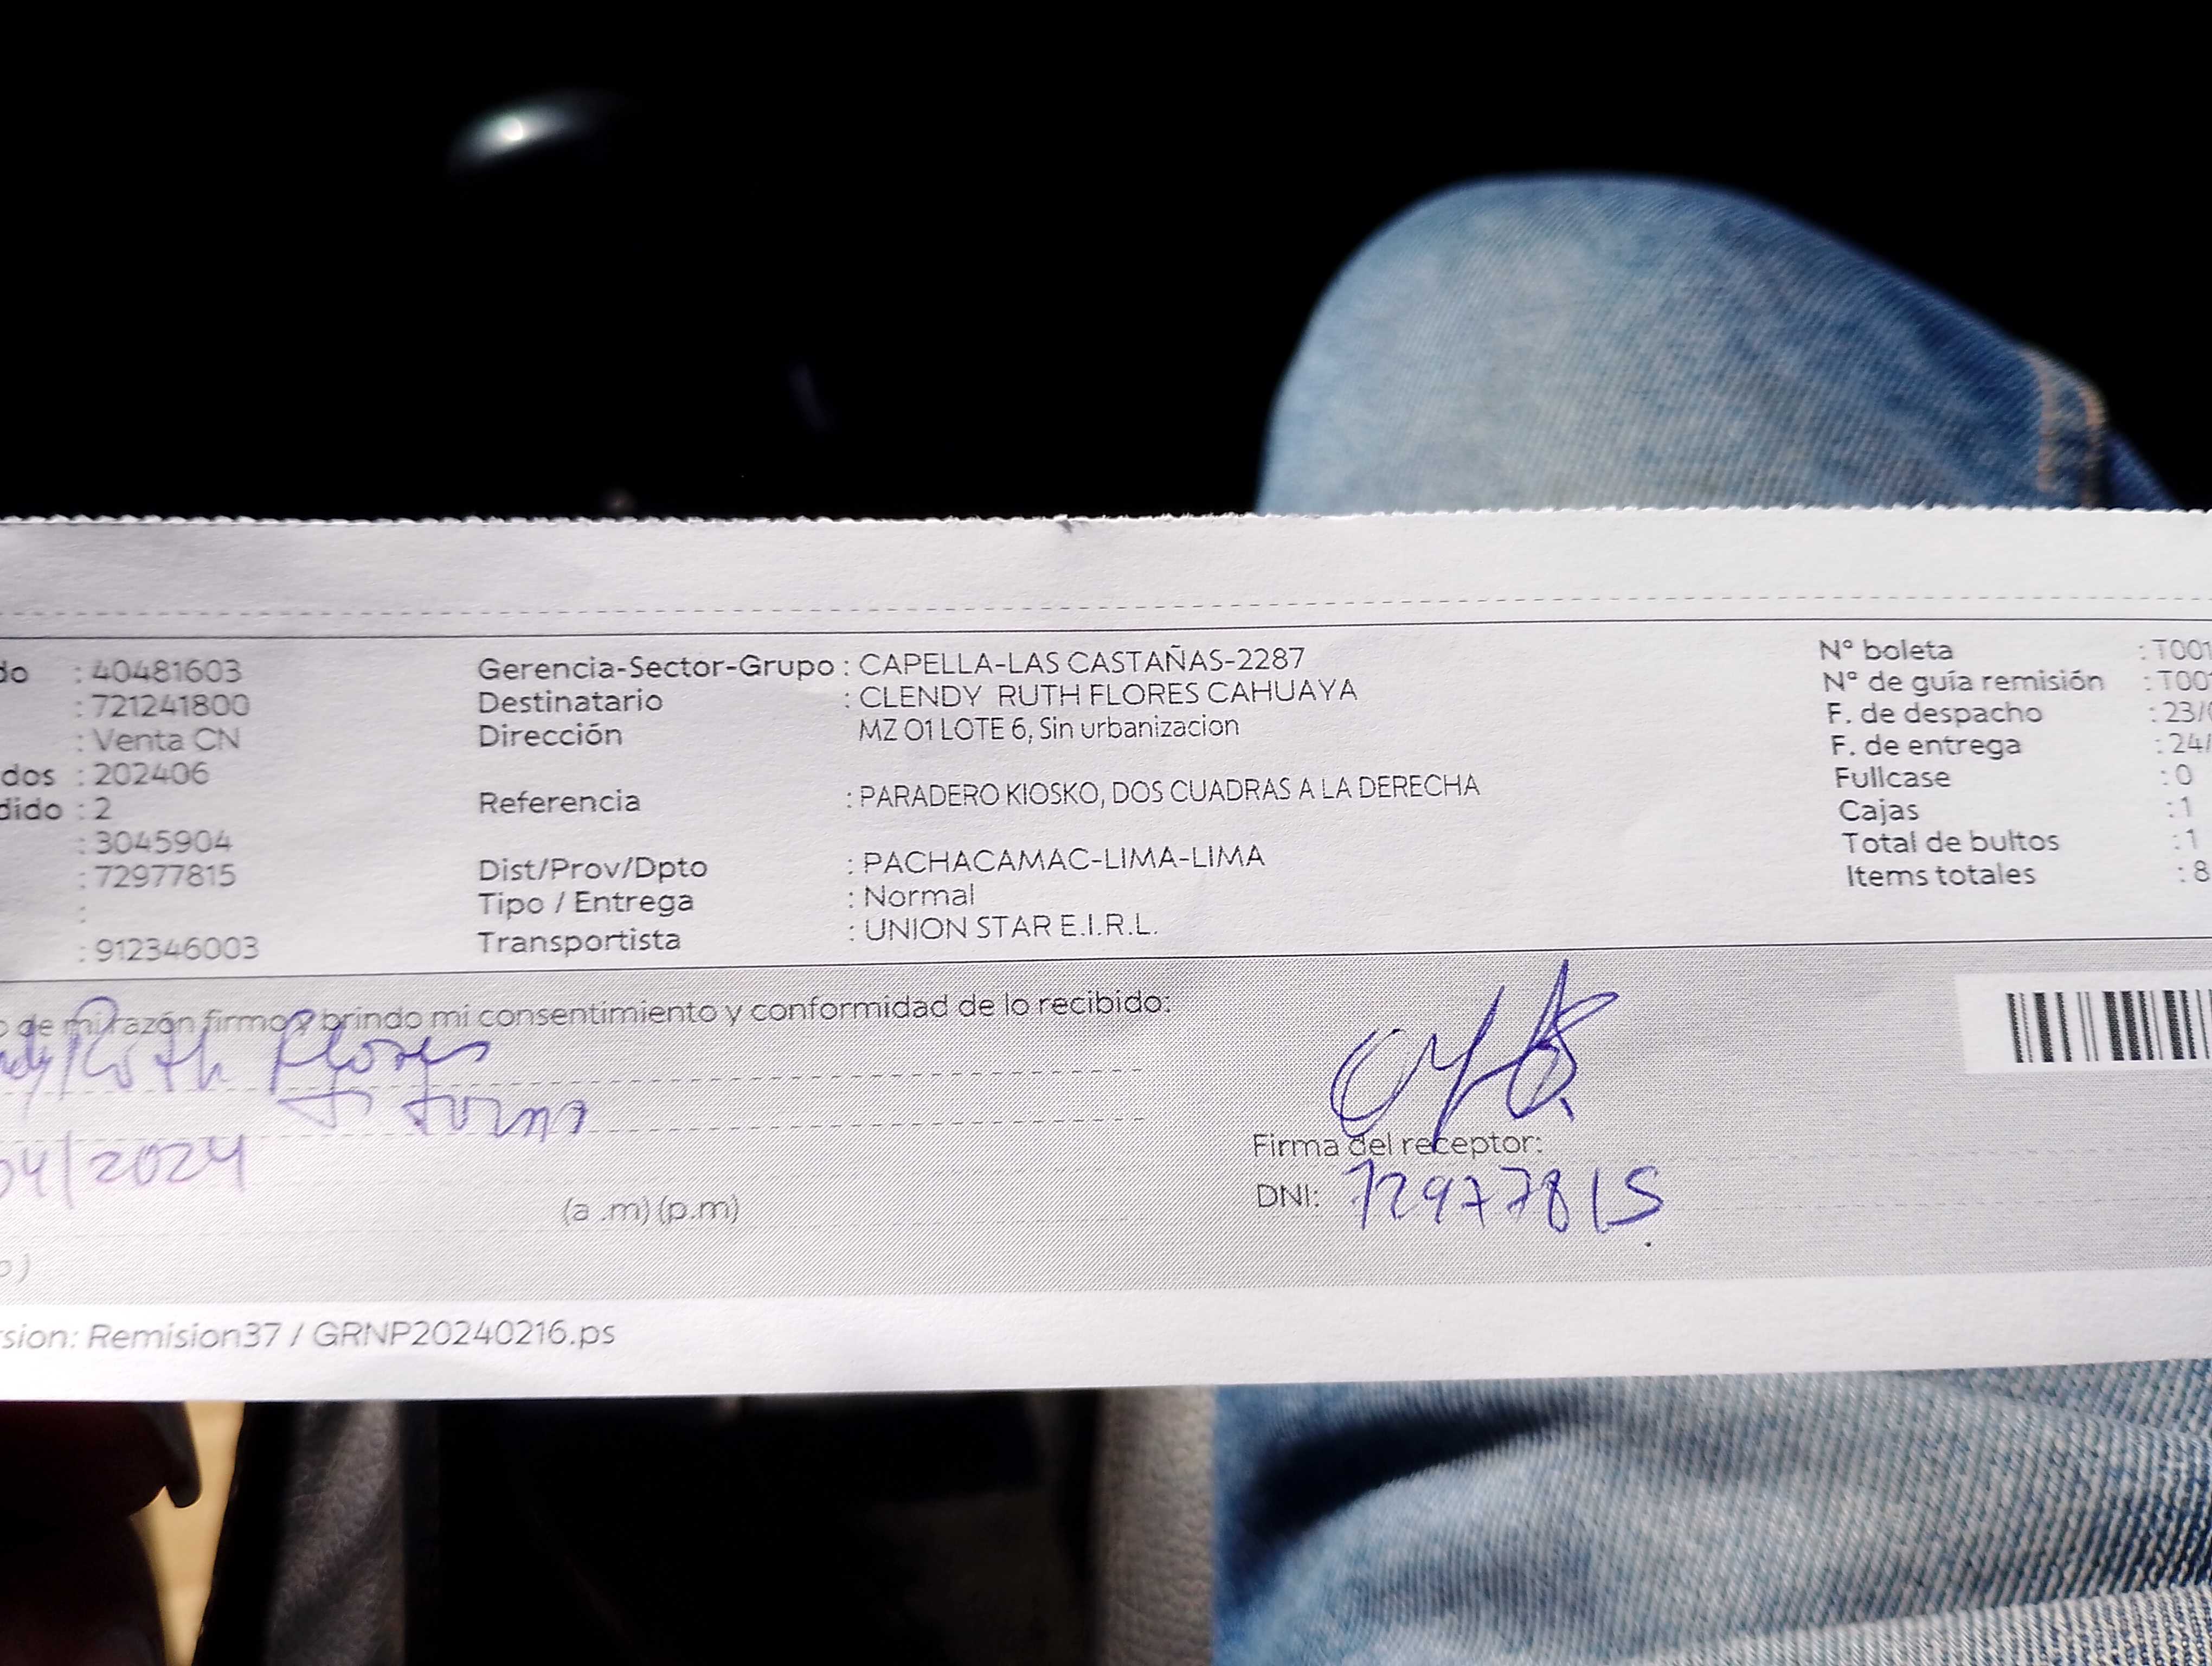 do : 40481603
: 721241800
: Venta CN
dos : 202406
dido : 2
: 3045904
: 72977815
:
: 912346003
Gerencia-Sector-Grupo : CAPELLA-LAS CASTAÑAS-2287
Destinatario : CLENDY RUTH FLORES CAHUAYA
Dirección MZ O1 LOTE 6, Sin urbanizacion
Referencia : PARADERO KIOSKO, DOS CUADRAS A LA DERECHA
Dist/Prov/Dpto : PACHACAMAC-LIMA-LIMA
Tipo / Entrega : Normal
Transportista : UNION STAR E.I.R.L.
N° boleta : T001
N° de guía remisión : T001
F. de despacho : 23/
F. de entrega : 24/
Fullcase : 0
Cajas : 1
Total de bultos : 1
Items totales : 8
o de mi razón firmo y brindo mi consentimiento y conformidad de lo recibido:
ndy Ruth Flores
04/2024
(a .m) (p.m)
o)
Firma del receptor:
DNI: 72977815
rsion: Remision37 / GRNP20240216.ps